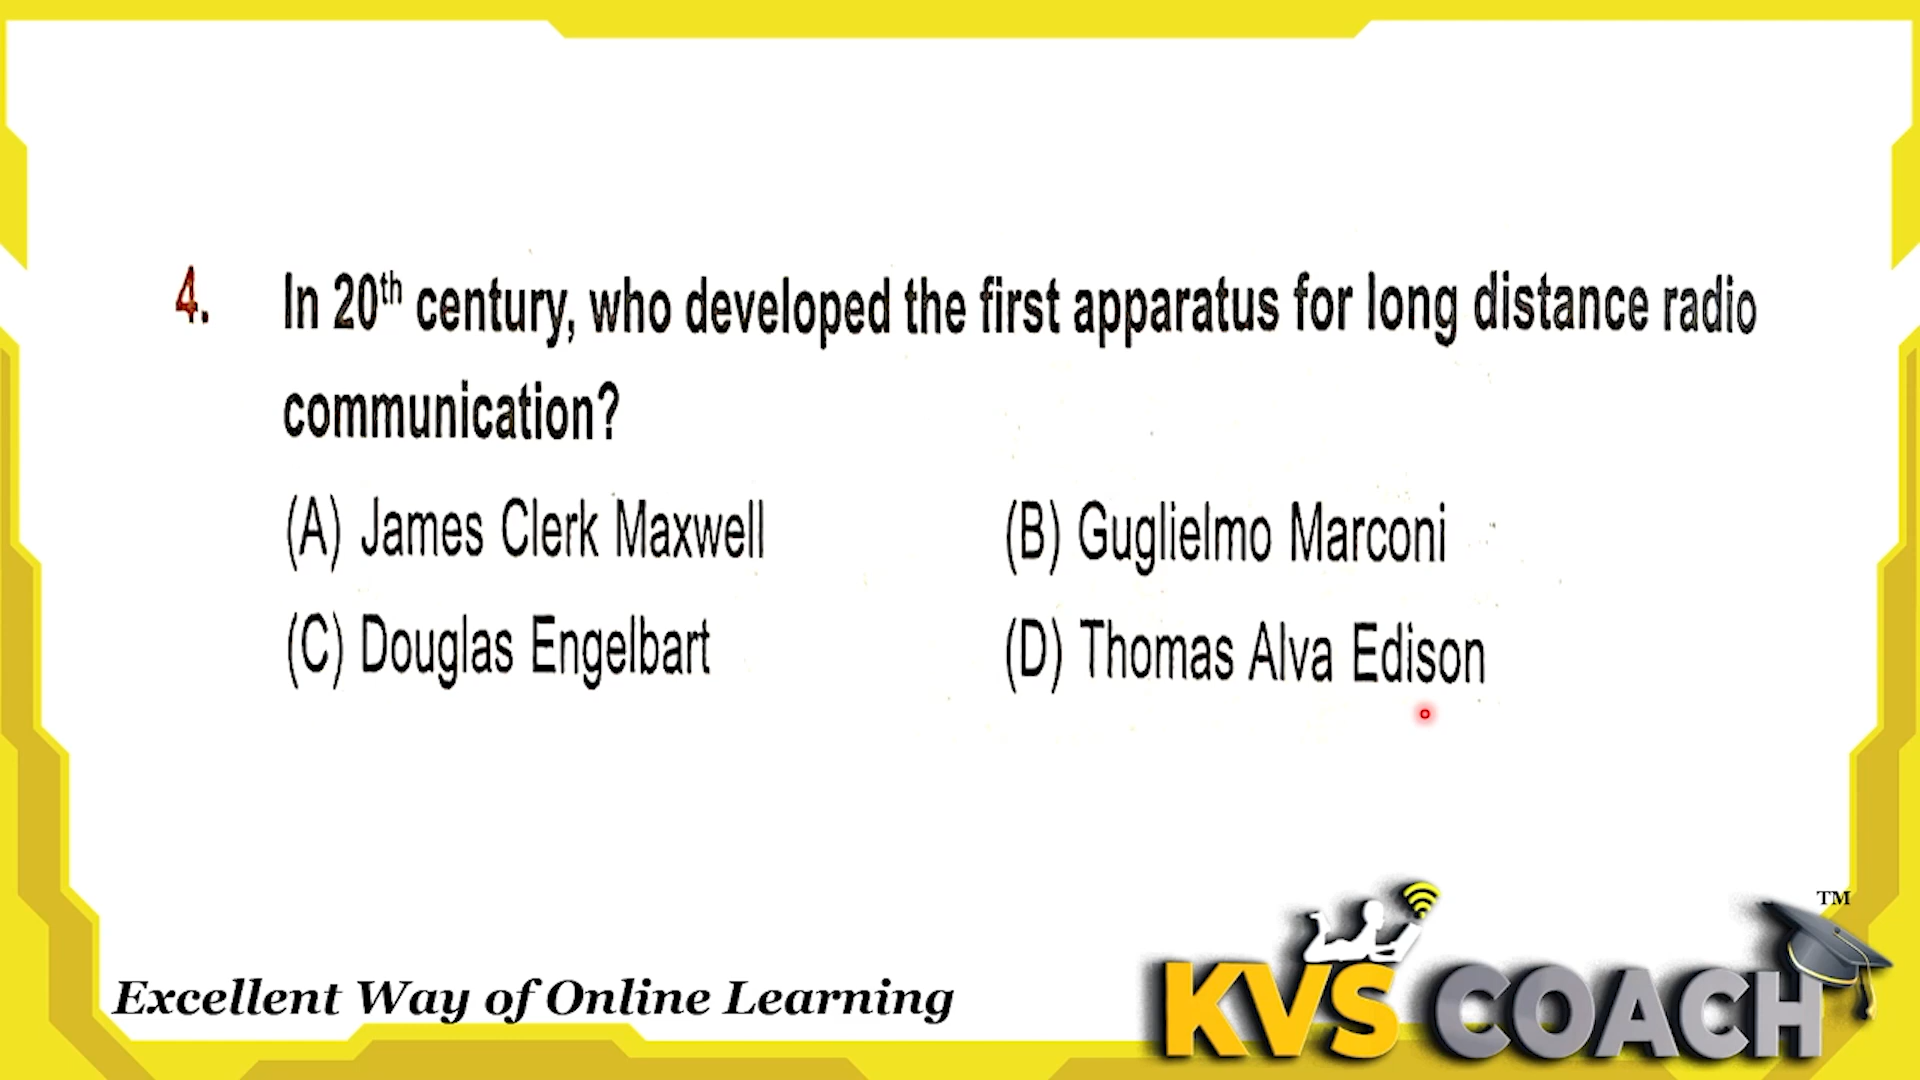 4. In 20th century, who developed the first apparatus for long distance radio
communication?
(A) James Clerk Maxwell (B) Guglielmo Marconi
(C) Douglas Engelbart (D) Thomas Alva Edison
Excellent Way of Online Learning
KVS COACH TM